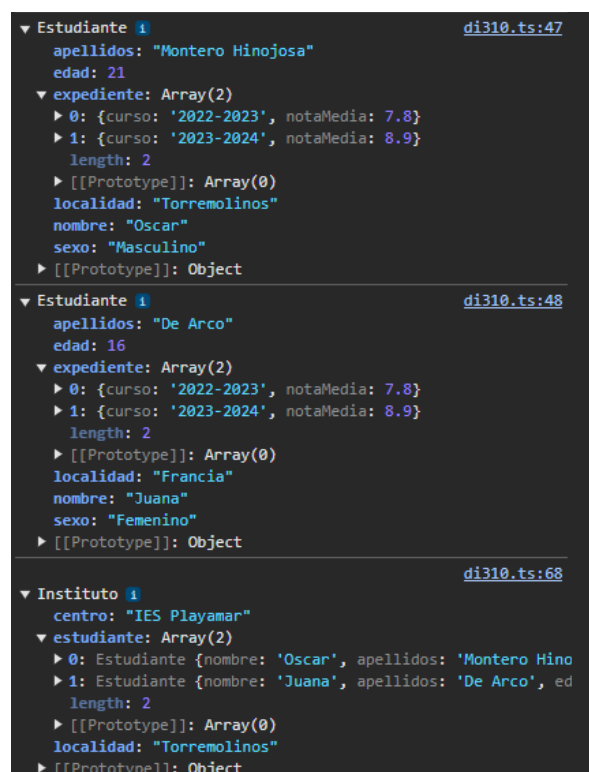 ▼ Estudiante i di310.ts:47
apellidos: "Montero Hinojosa"
edad: 21
▼ expediente: Array(2)
▶ 0: {curso: '2022-2023', notaMedia: 7.8}
▶ 1: {curso: '2023-2024', notaMedia: 8.9}
length: 2
▶ [[Prototype]]: Array(0)
localidad: "Torremolinos"
nombre: "Oscar"
sexo: "Masculino"
▶ [[Prototype]]: Object
▼ Estudiante i di310.ts:48
apellidos: "De Arco"
edad: 16
▼ expediente: Array(2)
▶ 0: {curso: '2022-2023', notaMedia: 7.8}
▶ 1: {curso: '2023-2024', notaMedia: 8.9}
length: 2
▶ [[Prototype]]: Array(0)
localidad: "Francia"
nombre: "Juana"
sexo: "Femenino"
▶ [[Prototype]]: Object
di310.ts:68
▼ Instituto i
centro: "IES Playamar"
▼ estudiante: Array(2)
▶ 0: Estudiante {nombre: 'Oscar', apellidos: 'Montero Hino
▶ 1: Estudiante {nombre: 'Juana', apellidos: 'De Arco', ed
length: 2
▶ [[Prototype]]: Array(0)
localidad: "Torremolinos"
▶ [[Prototype]]: Object